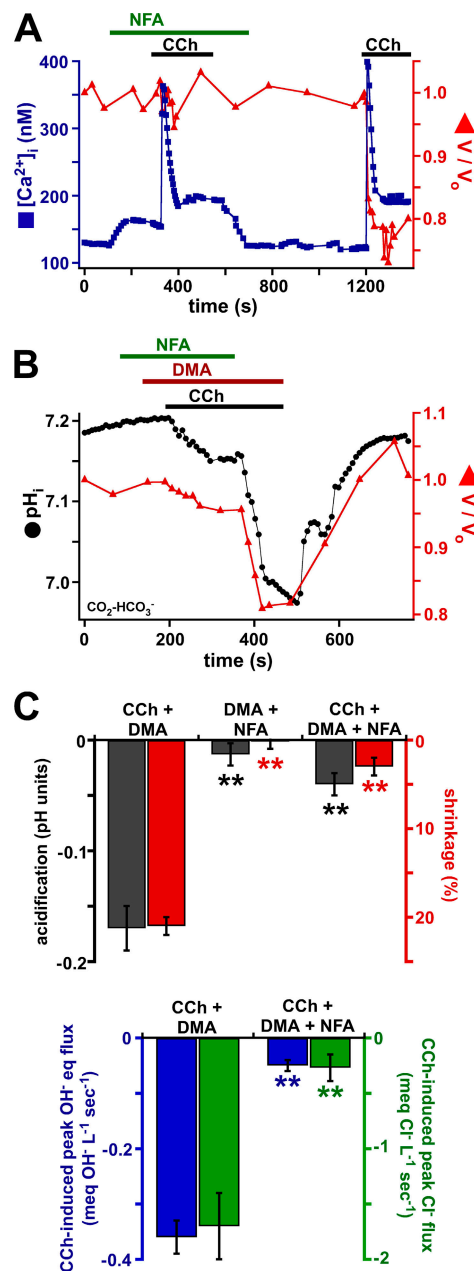 A
NFA
CCh
CCh
400
350
300
250
200
150
100
■ [Ca²⁺]ᵢ (nM)
1.0
0.9
0.8
0.7
▲ V / Vₒ
0
400
800
1200
time (s)
B
NFA
DMA
CCh
7.2
7.1
7.0
● pHᵢ
1.1
1.0
0.9
0.8
▲ V / Vₒ
CO₂-HCO₃⁻
0
200
400
600
time (s)
C
CCh +
DMA
DMA +
NFA
CCh +
DMA + NFA
0
-0.1
-0.2
acidification (pH units)
0
10
20
shrinkage (%)
**
**
**
**
CCh +
DMA
CCh +
DMA + NFA
0
-0.2
-0.4
CCh-induced peak OH⁻ eq flux
(meq OH⁻ L⁻¹ sec⁻¹)
0
-1
-2
CCh-induced peak Cl⁻ flux
(meq Cl⁻ L⁻¹ sec⁻¹)
**
**